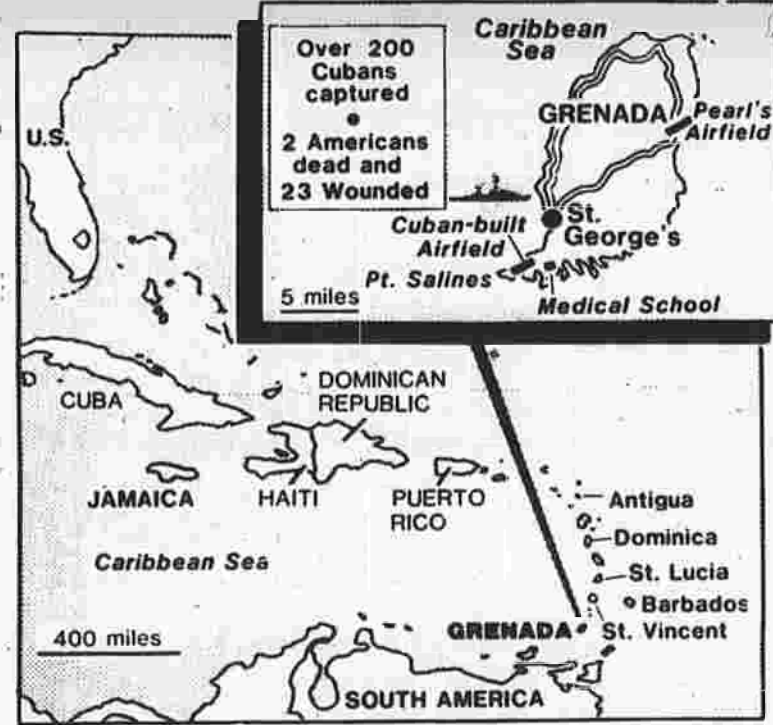 Over 200
Cubans
captured
•
2 Americans
dead and
23 Wounded
Caribbean
Sea
GRENADA
Pearl's
Airfield
St.
George's
Cuban-built
Airfield
Pt. Salines
Medical School
5 miles
U.S.
CUBA
DOMINICAN
REPUBLIC
JAMAICA
HAITI
PUERTO
RICO
Antigua
Dominica
St. Lucia
Barbados
St. Vincent
Caribbean Sea
GRENADA
400 miles
SOUTH AMERICA